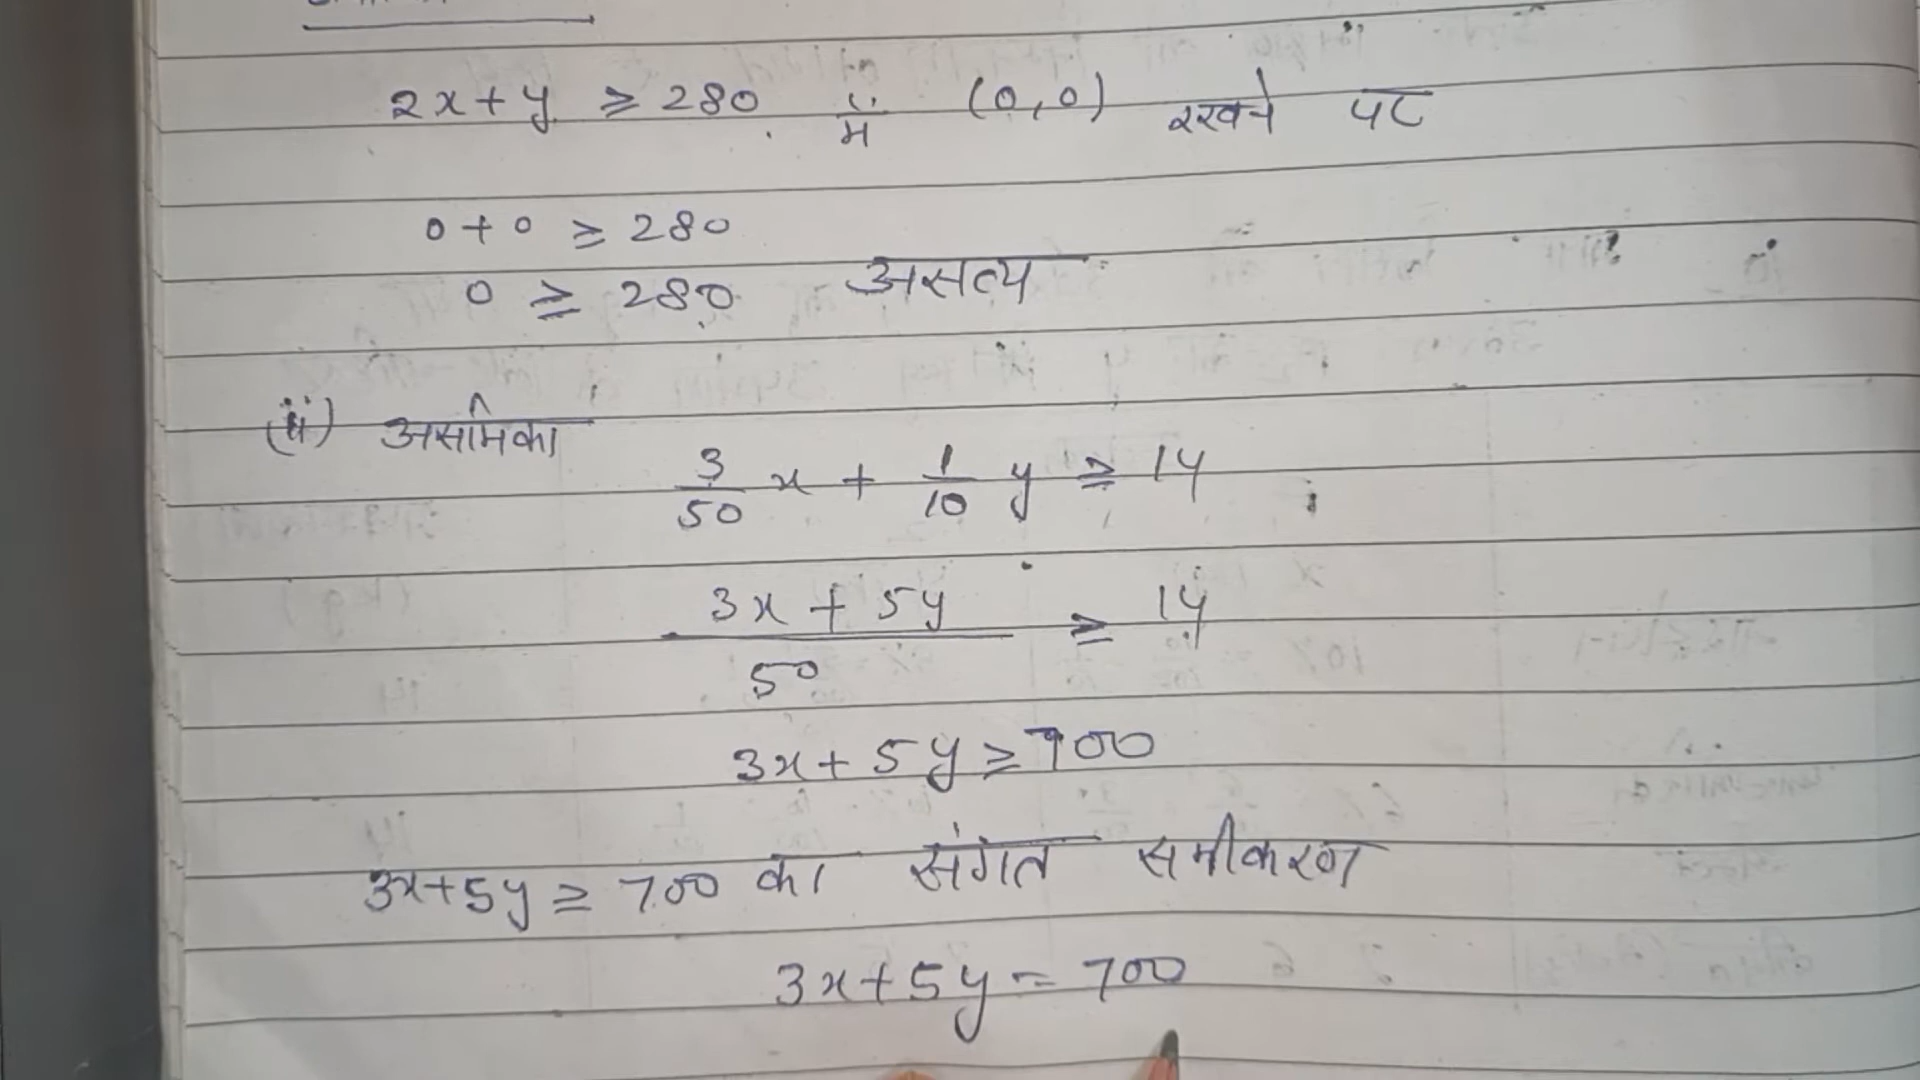 2x + y ≥ 280 में (0,0) रखने पर
0 + 0 ≥ 280
0 ≥ 280 असत्य
(ii) असमिका
3/50 x + 1/10 y ≥ 14
3x + 5y / 50 ≥ 14
3x + 5y ≥ 700
3x + 5y ≥ 700 का संगत समीकरण
3x + 5y = 700